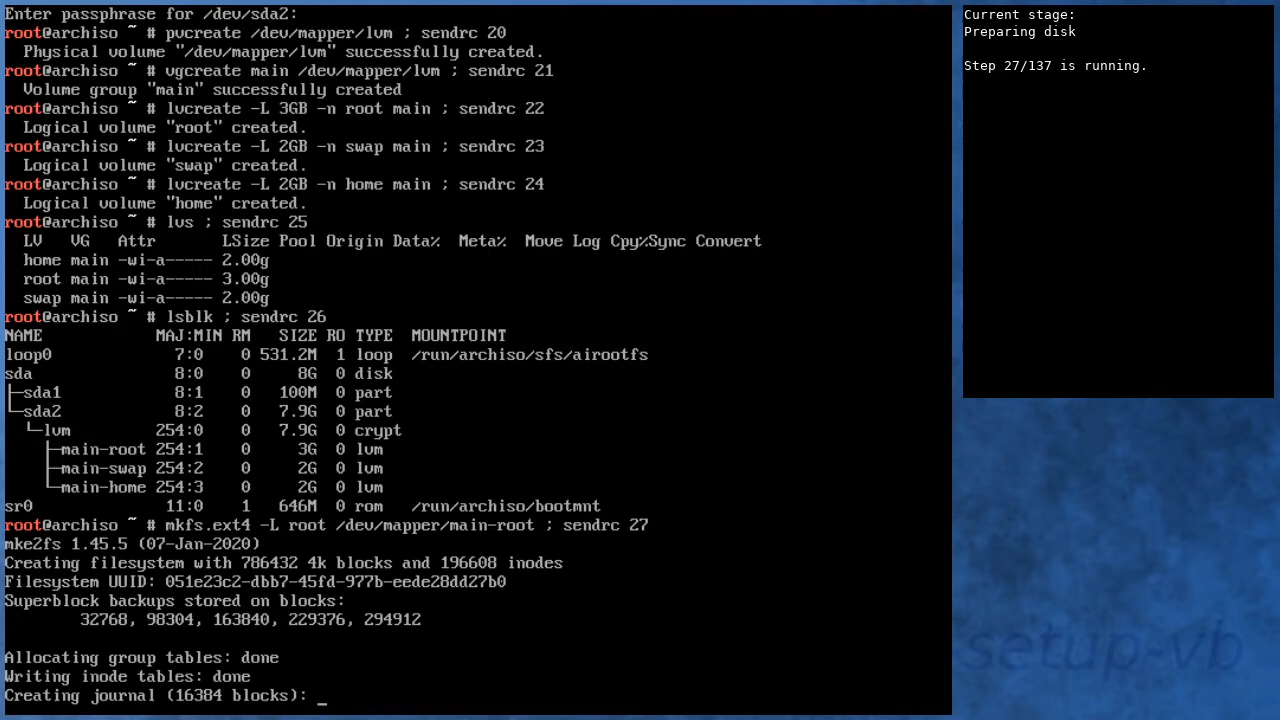 Enter passphrase for /dev/sda2:
root@archiso ~ # pvcreate /dev/mapper/lvm ; sendrc 20
  Physical volume "/dev/mapper/lvm" successfully created.
root@archiso ~ # vgcreate main /dev/mapper/lvm ; sendrc 21
  Volume group "main" successfully created
root@archiso ~ # lvcreate -L 3GB -n root main ; sendrc 22
  Logical volume "root" created.
root@archiso ~ # lvcreate -L 2GB -n swap main ; sendrc 23
  Logical volume "swap" created.
root@archiso ~ # lvcreate -L 2GB -n home main ; sendrc 24
  Logical volume "home" created.
root@archiso ~ # lvs ; sendrc 25
  LV   VG   Attr       LSize Pool Origin Data%  Meta%  Move Log Cpy%Sync Convert
  home main -wi-a----- 2.00g
  root main -wi-a----- 3.00g
  swap main -wi-a----- 2.00g
root@archiso ~ # lsblk ; sendrc 26
NAME            MAJ:MIN RM   SIZE RO TYPE  MOUNTPOINT
loop0             7:0    0 531.2M  1 loop  /run/archiso/sfs/airootfs
sda               8:0    0     8G  0 disk
├─sda1            8:1    0   100M  0 part
└─sda2            8:2    0   7.9G  0 part
  └─lvm         254:0    0   7.9G  0 crypt
    ├─main-root 254:1    0     3G  0 lvm
    ├─main-swap 254:2    0     2G  0 lvm
    └─main-home 254:3    0     2G  0 lvm
sr0              11:0    1   646M  0 rom   /run/archiso/bootmnt
root@archiso ~ # mkfs.ext4 -L root /dev/mapper/main-root ; sendrc 27
mke2fs 1.45.5 (07-Jan-2020)
Creating filesystem with 786432 4k blocks and 196608 inodes
Filesystem UUID: 051e23c2-dbb7-45fd-977b-eede28dd27b0
Superblock backups stored on blocks:
        32768, 98304, 163840, 229376, 294912

Allocating group tables: done
Writing inode tables: done
Creating journal (16384 blocks): _
Current stage:
Preparing disk

Step 27/137 is running.
setup-vb